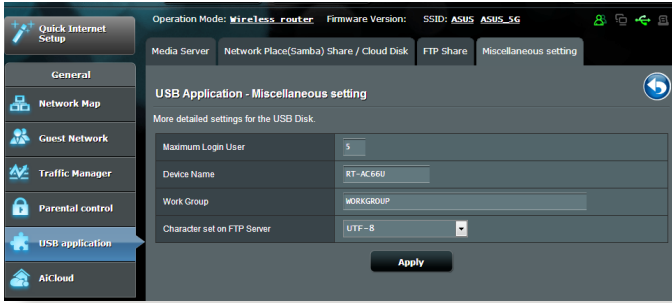 Quick Internet
Setup
Operation Mode: Wireless router Firmware Version: SSID: ASUS ASUS_5G
Media Server Network Place(Samba) Share / Cloud Disk FTP Share Miscellaneous setting
General
Network Map
Guest Network
Traffic Manager
Parental control
USB application
AiCloud
USB Application - Miscellaneous setting
More detailed settings for the USB Disk.
Maximum Login User 5
Device Name RT-AC66U
Work Group WORKGROUP
Character set on FTP Server UTF-8
Apply